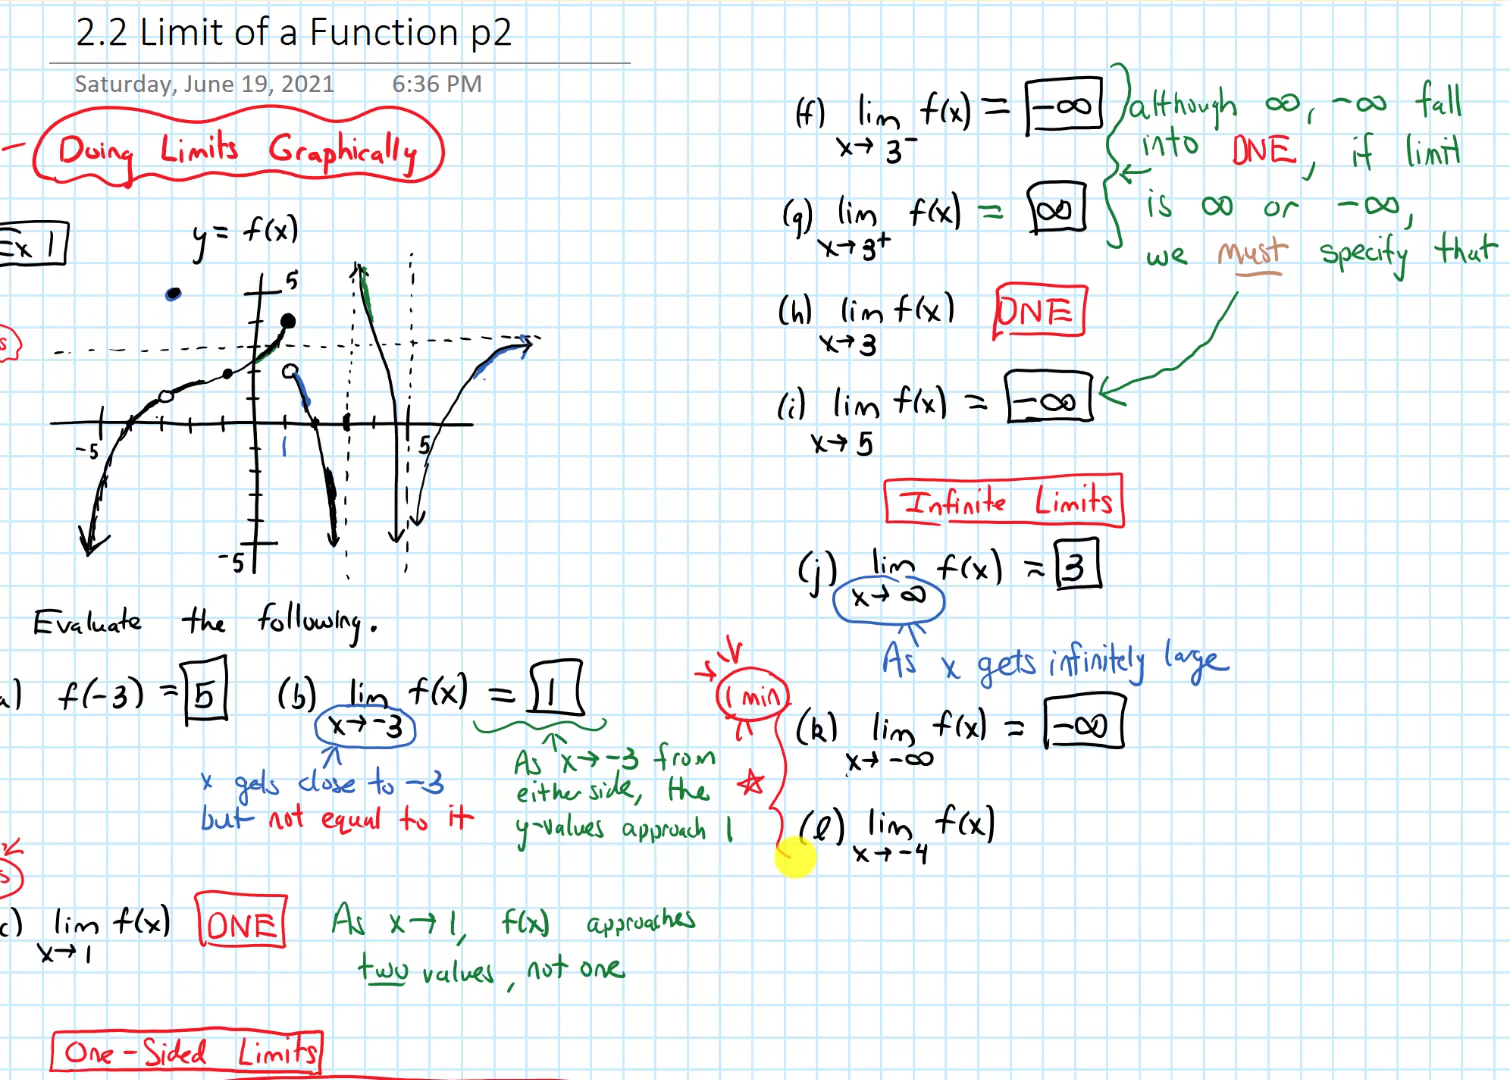 2.2 Limit of a Function p2
Saturday, June 19, 2021 6:36 PM
Doing Limits Graphically
Ex 1
y = f(x)
5
-5
1
5
-5
Evaluate the following.
a) f(-3) = 5
(b) lim f(x) = 1
x→-3
x gets close to -3
but not equal to it
As x→-3 from
either side, the
y-values approach 1
c) lim f(x) DNE
x→1
As x→1, f(x) approaches
two values, not one
One-Sided Limits
(f) lim f(x) = -∞
x→3⁻
(g) lim f(x) = ∞
x→3⁺
although ∞, -∞ fall
into DNE, if limit
is ∞ or -∞,
we must specify that
(h) lim f(x) DNE
x→3
(i) lim f(x) = -∞
x→5
Infinite Limits
(j) lim f(x) = 3
x→∞
As x gets infinitely large
1 min
(k) lim f(x) = -∞
x→-∞
(l) lim f(x)
x→-4